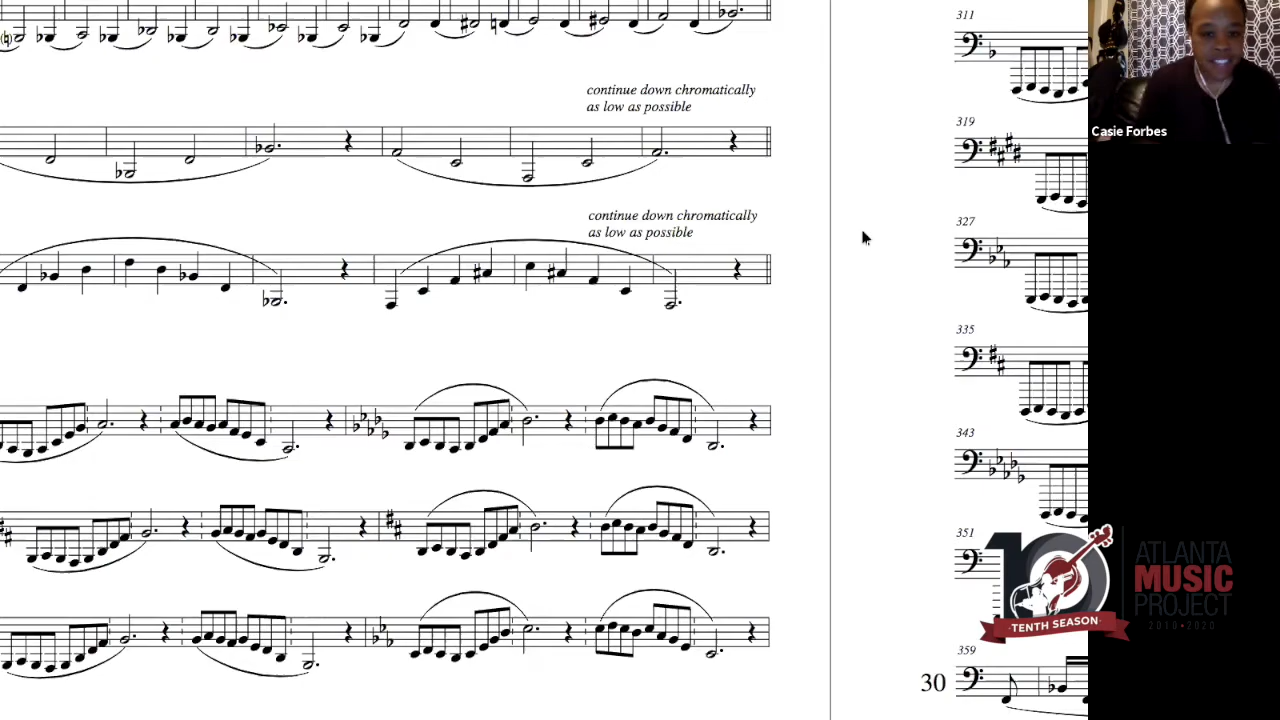 continue down chromatically
as low as possible
continue down chromatically
as low as possible
311
319
327
335
343
351
359
30
Casie Forbes
10
TENTH SEASON
ATLANTA
MUSIC
PROJECT
2010•2020